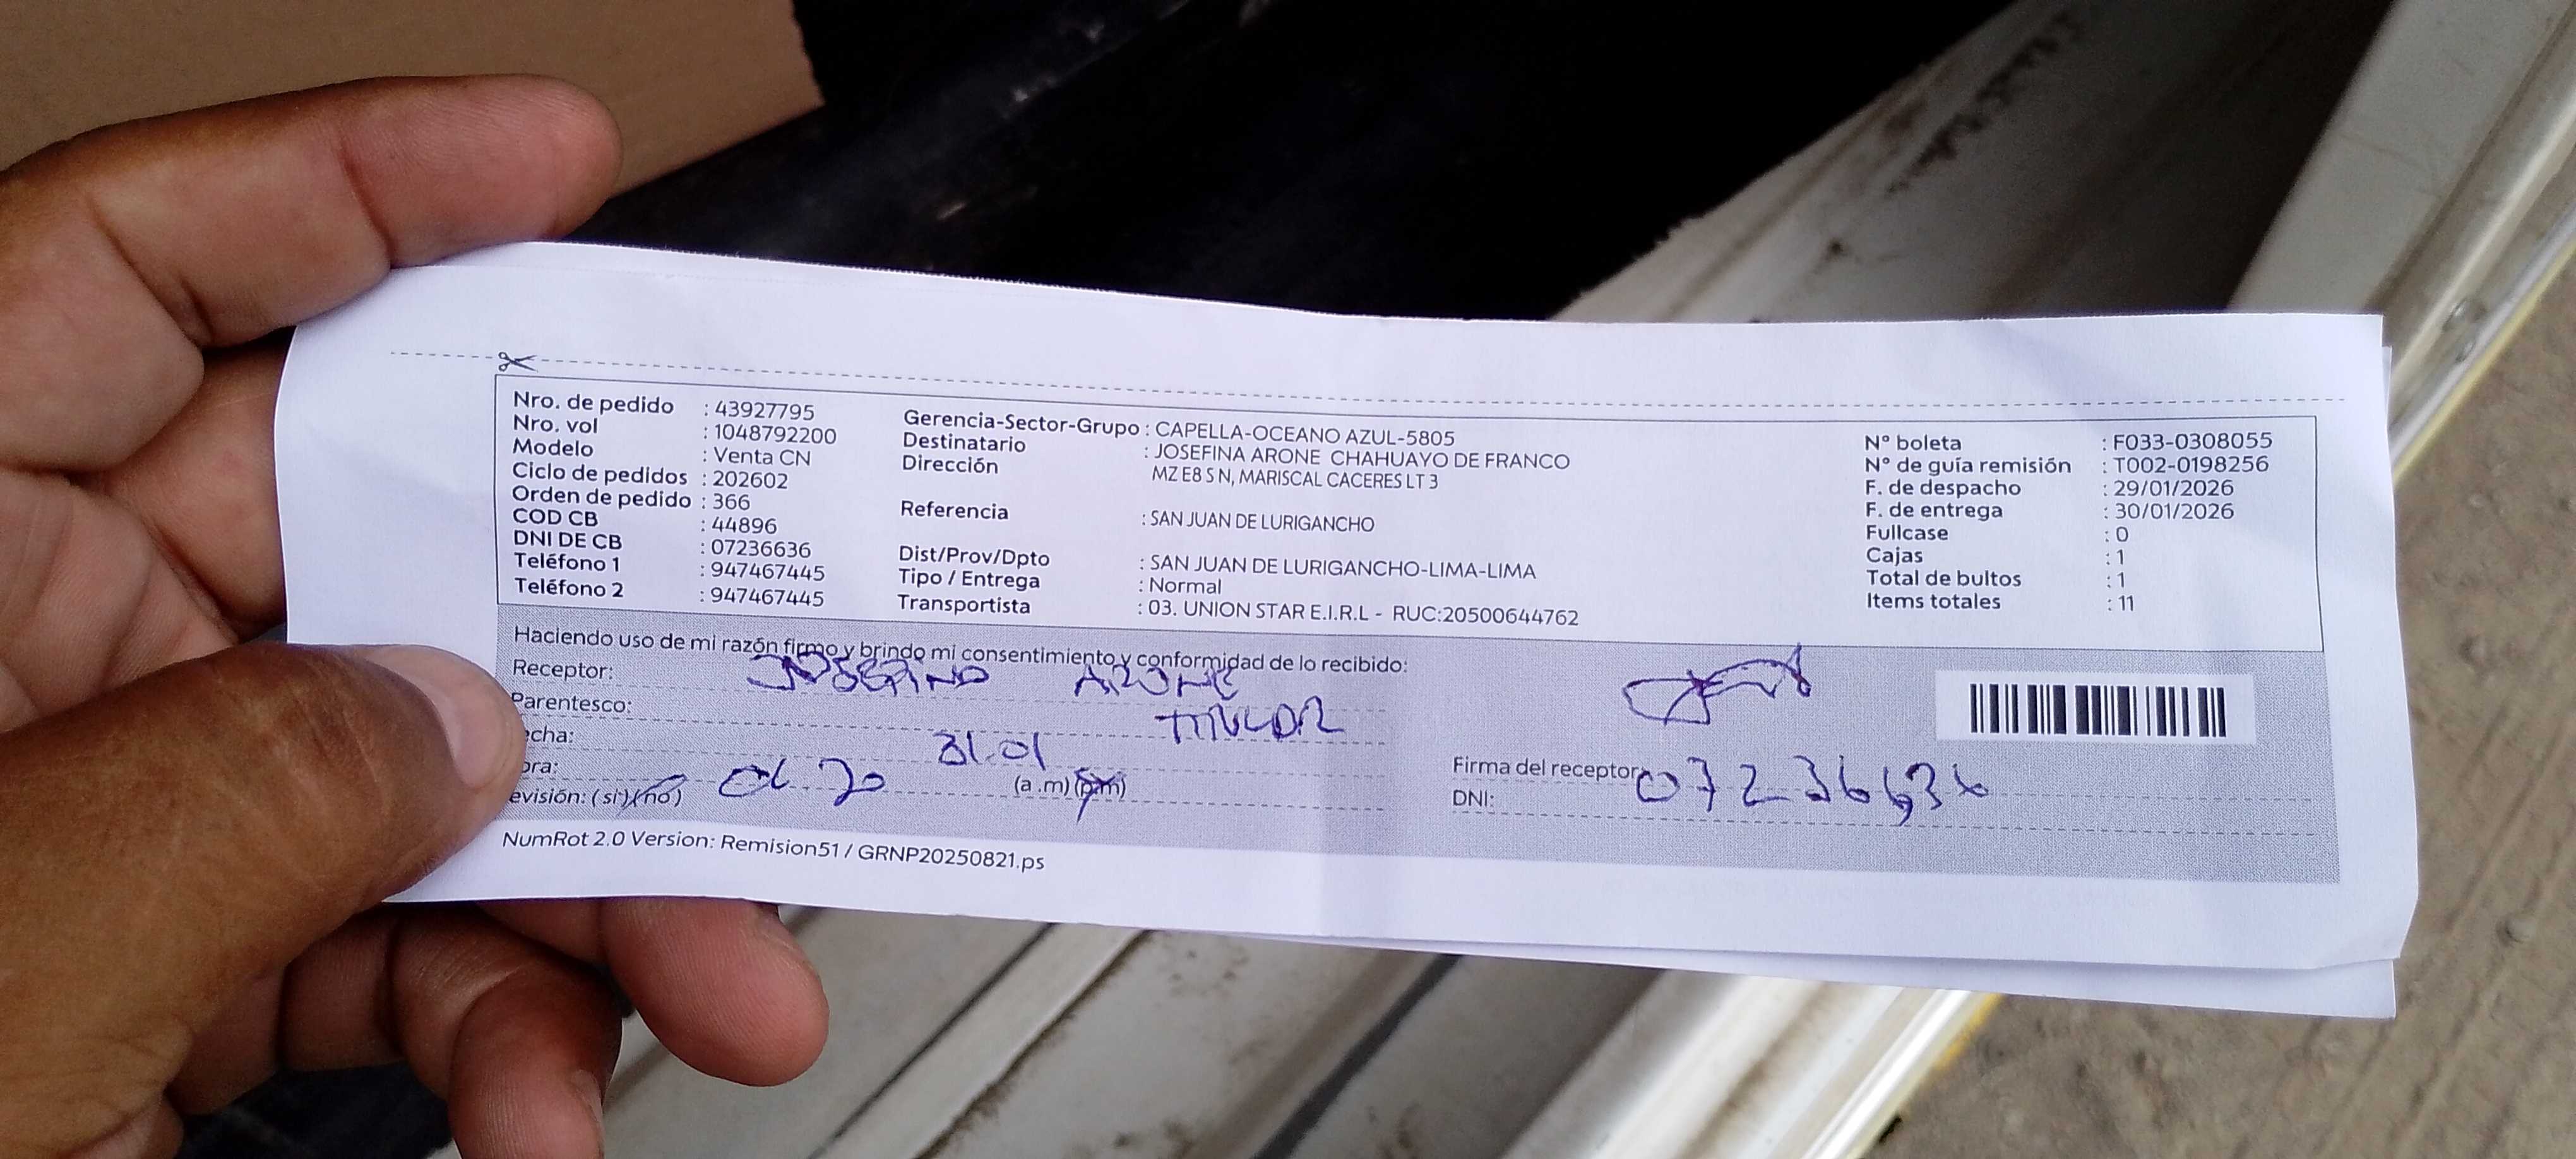 Nro. de pedido : 43927795
Nro. vol : 1048792200
Modelo : Venta CN
Ciclo de pedidos : 202602
Orden de pedido : 366
COD CB : 44896
DNI DE CB : 07236636
Teléfono 1 : 947467445
Teléfono 2 : 947467445
Gerencia-Sector-Grupo : CAPELLA-OCEANO AZUL-5805
Destinatario : JOSEFINA ARONE CHAHUAYO DE FRANCO
Dirección MZ E8 S N, MARISCAL CACERES LT 3
Referencia : SAN JUAN DE LURIGANCHO
Dist/Prov/Dpto : SAN JUAN DE LURIGANCHO-LIMA-LIMA
Tipo / Entrega : Normal
Transportista : 03. UNION STAR E.I.R.L - RUC:20500644762
N° boleta : F033-0308055
N° de guía remisión : T002-0198256
F. de despacho : 29/01/2026
F. de entrega : 30/01/2026
Fullcase : 0
Cajas : 1
Total de bultos : 1
Items totales : 11
Haciendo uso de mi razón firmo y brindo mi consentimiento y conformidad de lo recibido:
Receptor: ARONE
Parentesco: TITULAR
echa: 31.01
ora: (a .m) (p.m)
evisión: ( si ) ( no )
Firma del receptor
DNI: 07236636
NumRot 2.0 Version: Remision51 / GRNP20250821.ps